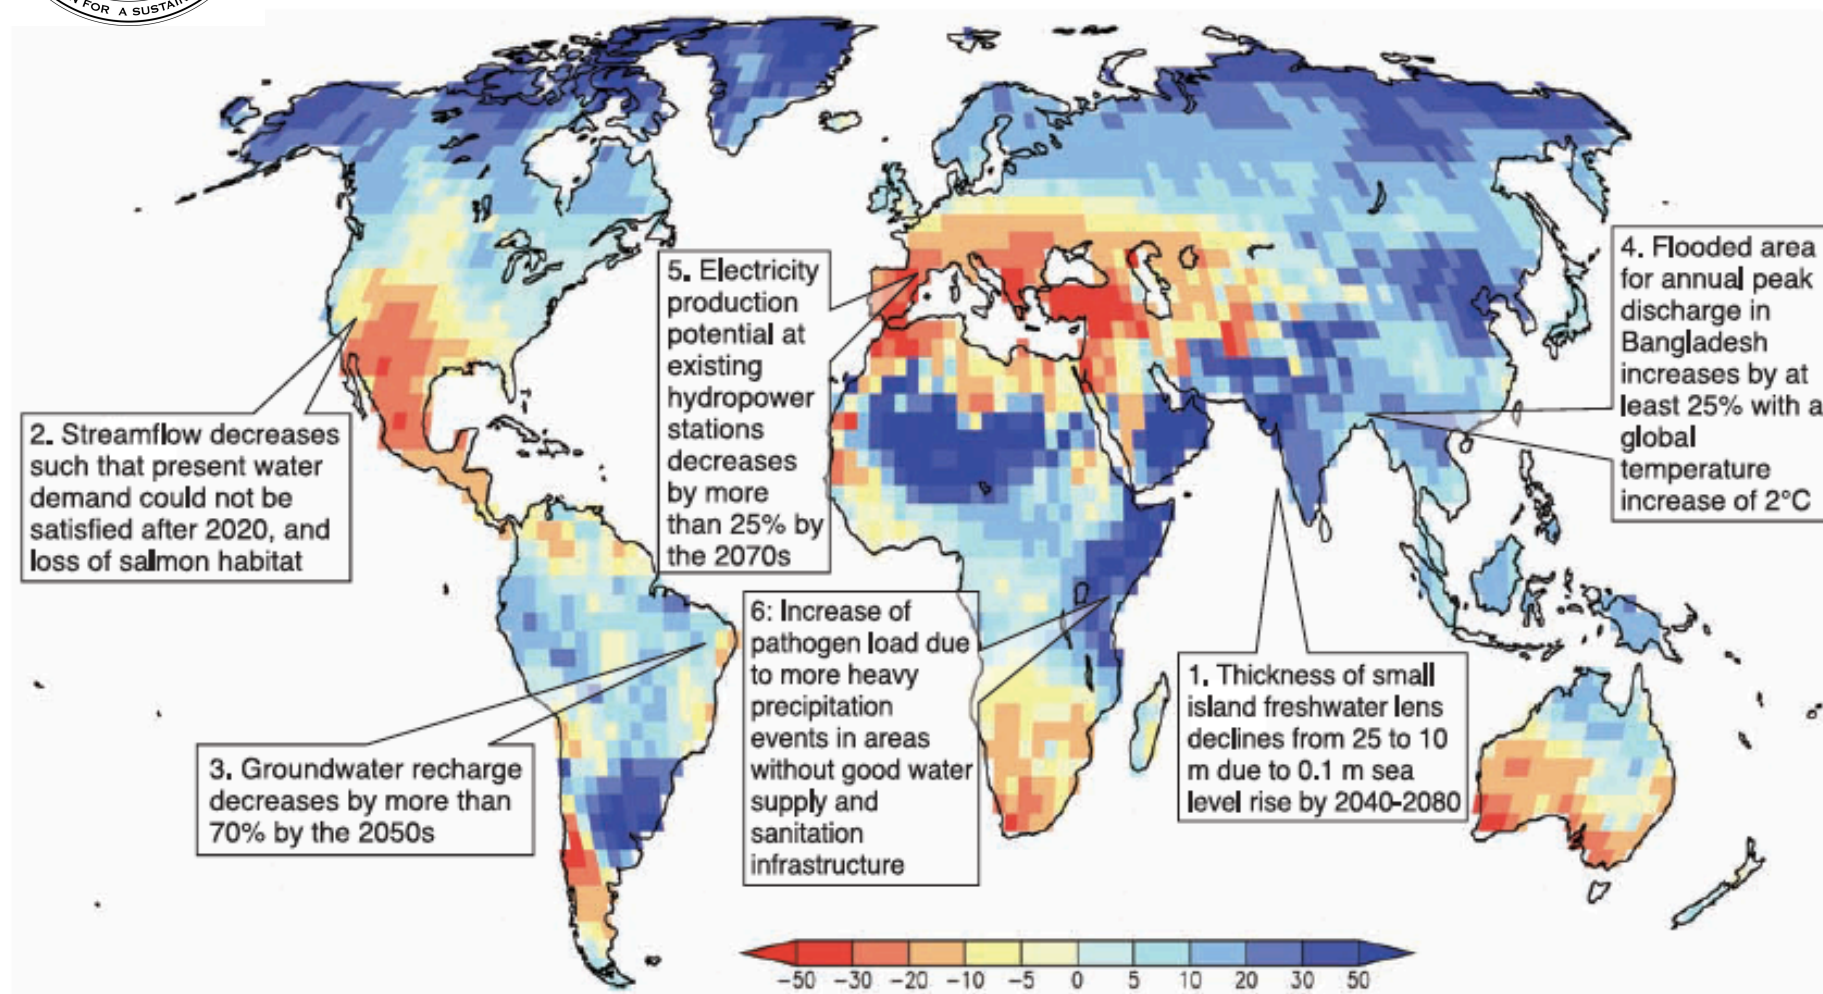 N FOR A SUSTAIN
5. Electricity
production
potential at
existing
hydropower
stations
decreases
by more
than 25% by
the 2070s
4. Flooded area
for annual peak
discharge in
Bangladesh
increases by at
least 25% with a
global
temperature
increase of 2°C
2. Streamflow decreases
such that present water
demand could not be
satisfied after 2020, and
loss of salmon habitat
6: Increase of
pathogen load due
to more heavy
precipitation
events in areas
without good water
supply and
sanitation
infrastructure
1. Thickness of small
island freshwater lens
declines from 25 to 10
m due to 0.1 m sea
level rise by 2040-2080
3. Groundwater recharge
decreases by more than
70% by the 2050s
-50 -30 -20 -10 -5 0 5 10 20 30 50